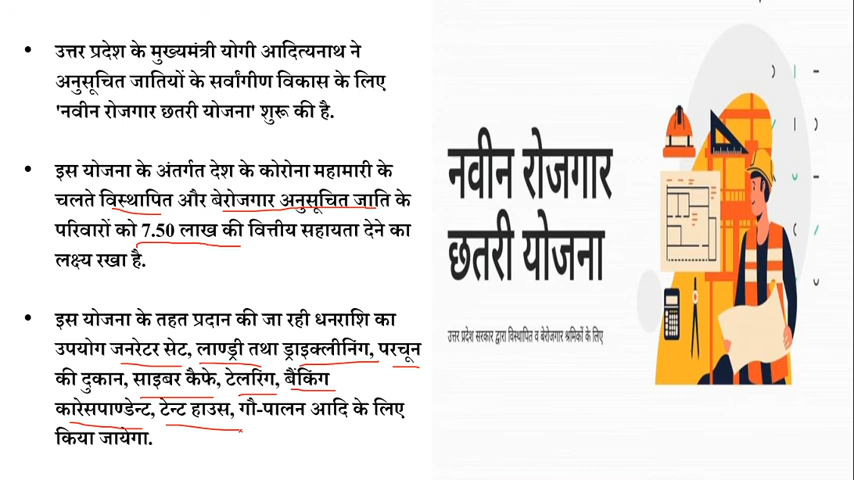 • उत्तर प्रदेश के मुख्यमंत्री योगी आदित्यनाथ ने
अनुसूचित जातियों के सर्वांगीण विकास के लिए
'नवीन रोजगार छतरी योजना' शुरू की है.
• इस योजना के अंतर्गत देश के कोरोना महामारी के
चलते विस्थापित और बेरोजगार अनुसूचित जाति के
परिवारों को 7.50 लाख की वित्तीय सहायता देने का
लक्ष्य रखा है.
• इस योजना के तहत प्रदान की जा रही धनराशि का
उपयोग जनरेटर सेट, लाण्ड्री तथा ड्राइक्लीनिंग, परचून
की दुकान, साइबर कैफे, टेलरिंग, बैंकिंग
कारेसपाण्डेन्ट, टेन्ट हाउस, गौ-पालन आदि के लिए
किया जायेगा.
नवीन रोजगार
छतरी योजना
उत्तर प्रदेश सरकार द्वारा विस्थापित व बेरोजगार श्रमिकों के लिए